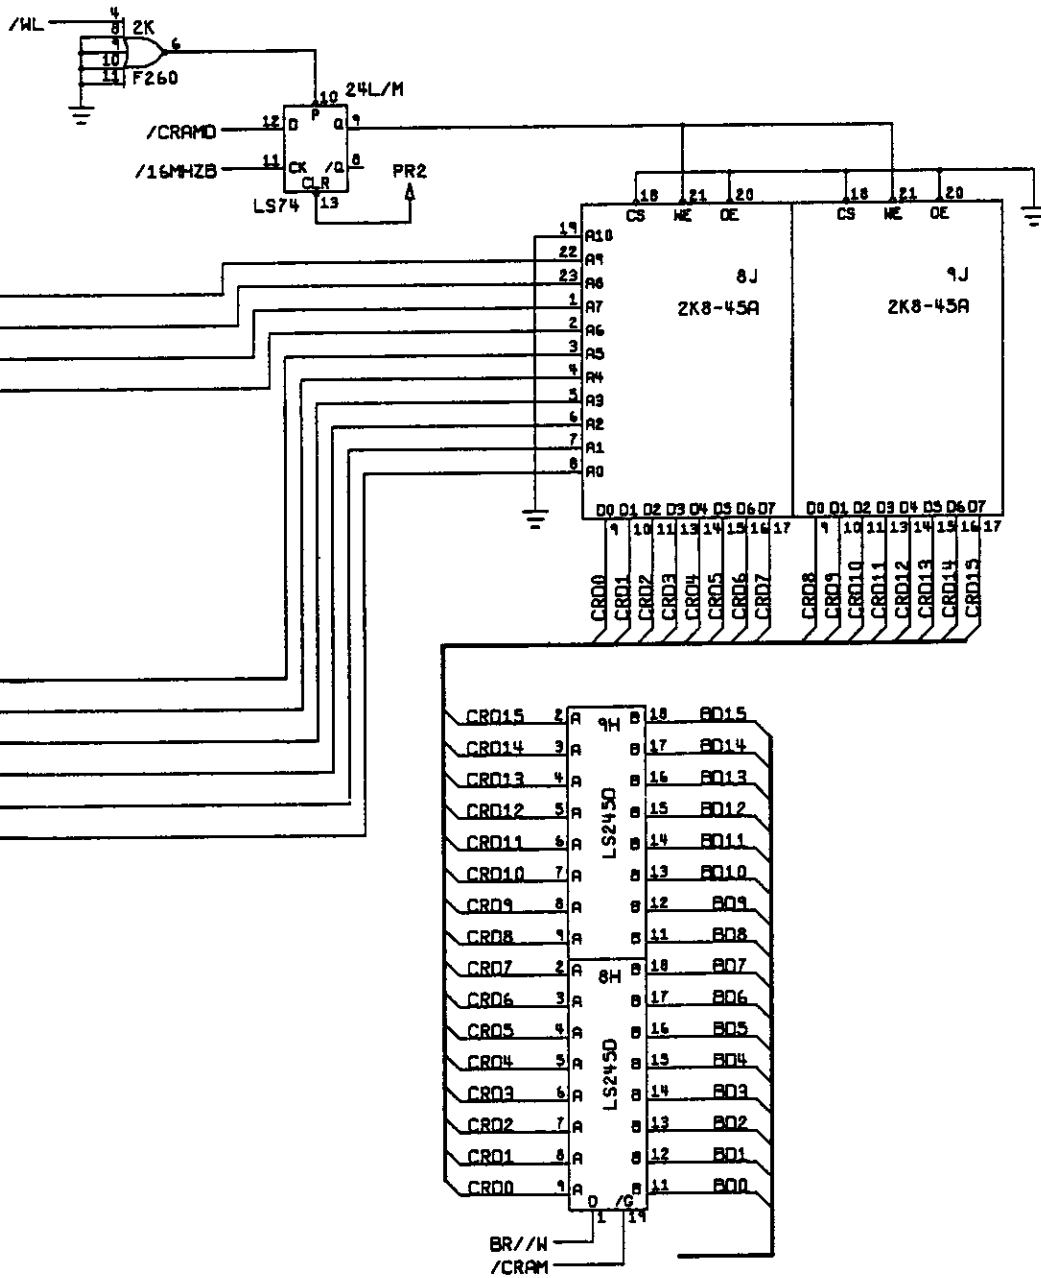 /WL 4 2K
8
9 6
10
11 F260
24L/M
10
/CRAMD 12 D P Q 9
/16MHZB 11 CK /Q 8 PR2
CLR
LS74 13
18 21 20 18 21 20
CS WE OE CS WE OE
19 A10
22 A9
23 A8 8J 9J
1 A7 2K8-45A 2K8-45A
2 A6
3 A5
4 A4
5 A3
6 A2
7 A1
8 A0
D0 D1 D2 D3 D4 D5 D6 D7 D0 D1 D2 D3 D4 D5 D6 D7
9 10 11 13 14 15 16 17 9 10 11 13 14 15 16 17
CRD0 CRD1 CRD2 CRD3 CRD4 CRD5 CRD6 CRD7 CRD8 CRD9 CRD10 CRD11 CRD12 CRD13 CRD14 CRD15
CRD15 2 A 9H B 18 BD15
CRD14 3 A B 17 BD14
CRD13 4 A B 16 BD13
CRD12 5 A LS245D B 15 BD12
CRD11 6 A B 14 BD11
CRD10 7 A B 13 BD10
CRD9 8 A B 12 BD9
CRD8 9 A B 11 BD8
CRD7 2 A 8H B 18 BD7
CRD6 3 A B 17 BD6
CRD5 4 A B 16 BD5
CRD4 5 A LS245D B 15 BD4
CRD3 6 A B 14 BD3
CRD2 7 A B 13 BD2
CRD1 8 A B 12 BD1
CRD0 9 A B 11 BD0
D /G
1 19
BR//W
/CRAM